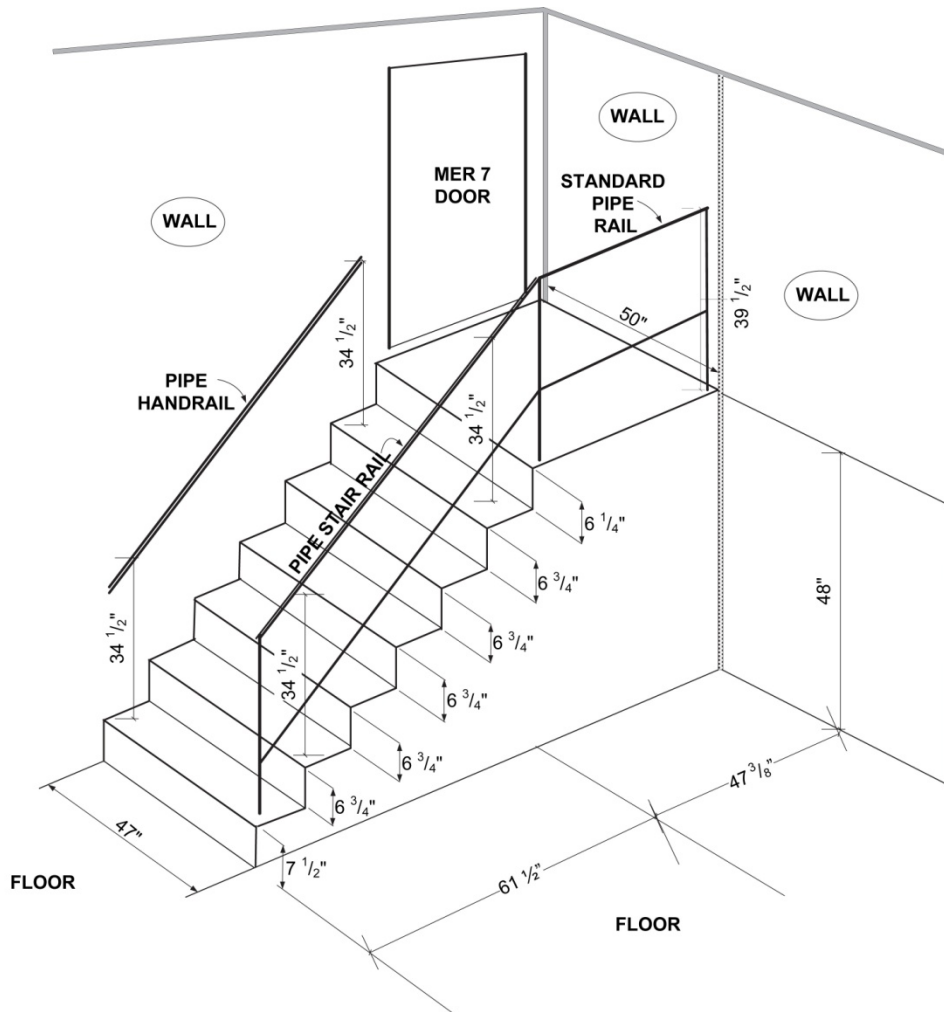 WALL
MER 7
DOOR
STANDARD
PIPE
RAIL
WALL
WALL
50"
39 1/2"
34 1/2"
PIPE
HANDRAIL
34 1/2"
PIPE STAIR RAIL
6 1/4"
6 3/4"
48"
34 1/2"
6 3/4"
34 1/2"
6 3/4"
6 3/4"
47 3/8"
6 3/4"
47"
7 1/2"
61 ½"
FLOOR
FLOOR